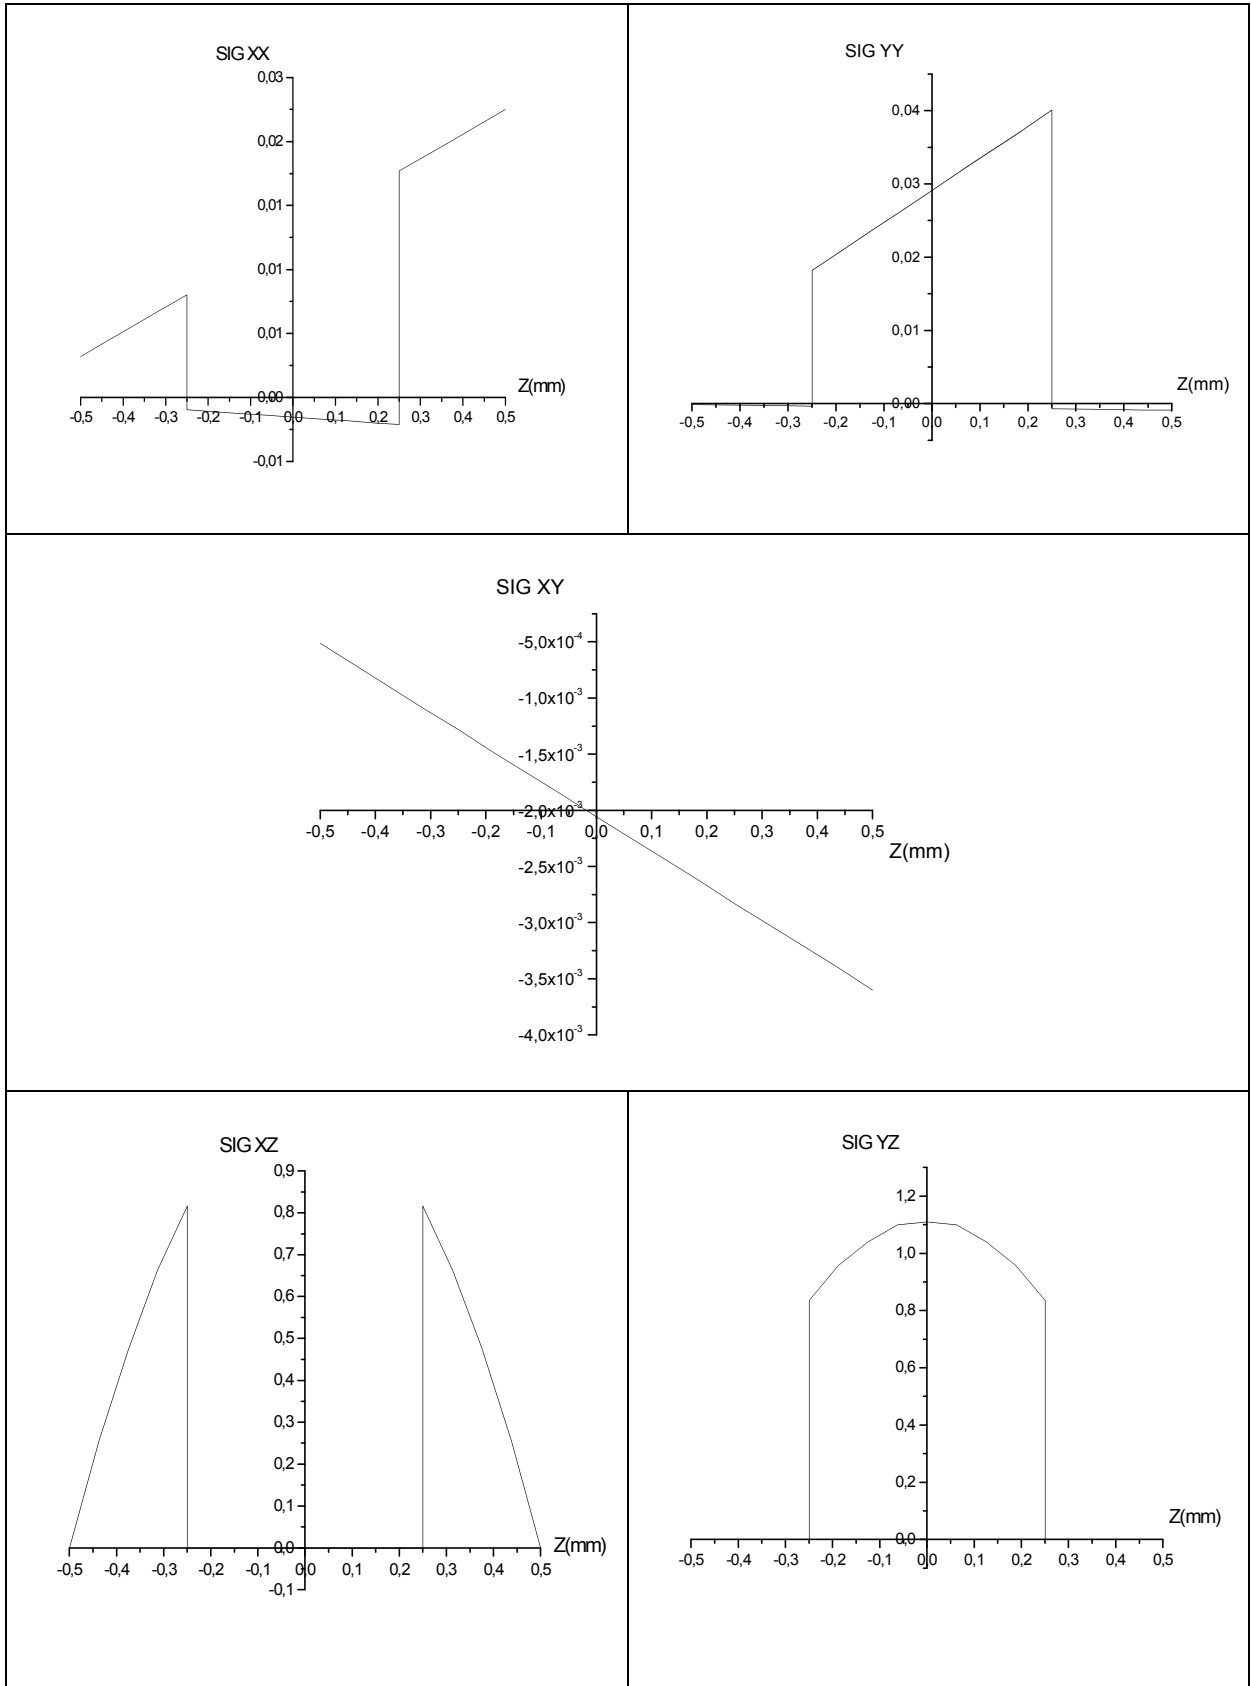 SIG XX
0,03
0,02
0,01
0,01
0,01
0,00
-0,01
-0,5 -0,4 -0,3 -0,2 -0,1 0,0 0,1 0,2 0,3 0,4 0,5
Z(mm)
SIG YY
0,04
0,03
0,02
0,01
0,00
-0,5 -0,4 -0,3 -0,2 -0,1 0,0 0,1 0,2 0,3 0,4 0,5
Z(mm)
SIG XY
-5,0x10⁻⁴
-1,0x10⁻³
-1,5x10⁻³
-2,0x10⁻³
-2,5x10⁻³
-3,0x10⁻³
-3,5x10⁻³
-4,0x10⁻³
-0,5 -0,4 -0,3 -0,2 -0,1 0,0 0,1 0,2 0,3 0,4 0,5
Z(mm)
SIG XZ
0,9
0,8
0,7
0,6
0,5
0,4
0,3
0,2
0,1
0,0
-0,1
-0,5 -0,4 -0,3 -0,2 -0,1 0,0 0,1 0,2 0,3 0,4 0,5
Z(mm)
SIG YZ
1,2
1,0
0,8
0,6
0,4
0,2
0,0
-0,5 -0,4 -0,3 -0,2 -0,1 0,0 0,1 0,2 0,3 0,4 0,5
Z(mm)